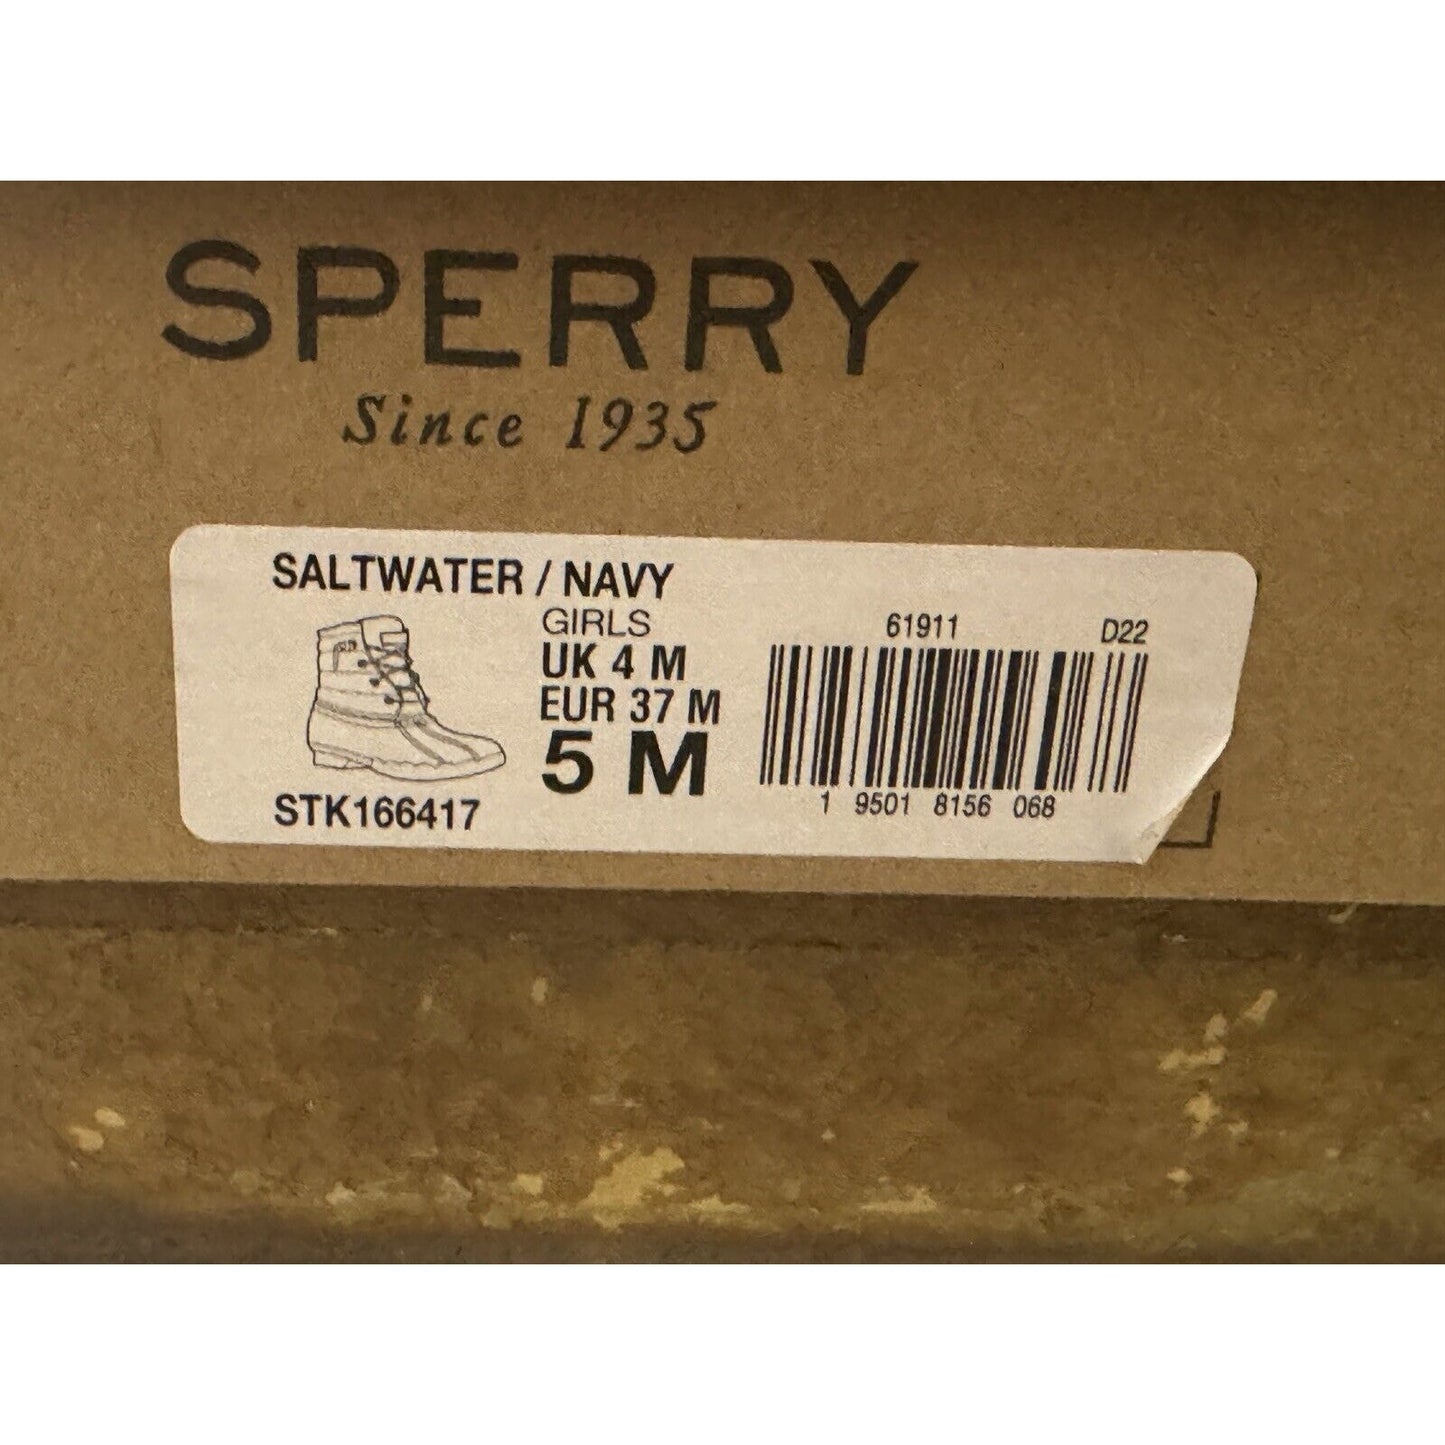 SPERRY
Since 1935
SALTWATER / NAVY
GIRLS
UK 4 M
EUR 37 M
5 M
STK166417
61911 D22
1 9501 8156 068